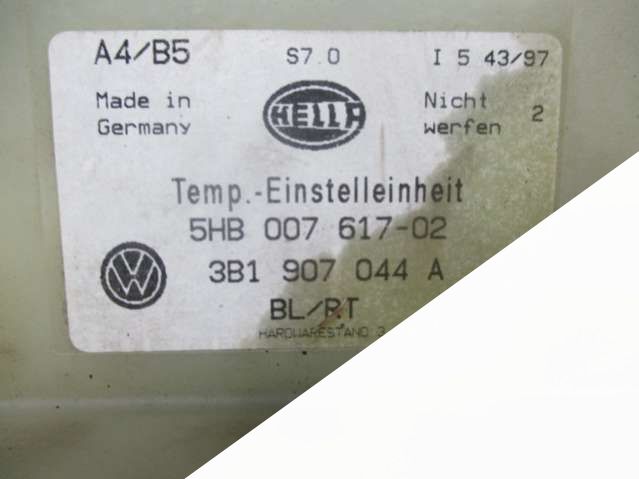 A4/B5 S7.0 I 5 43/97
Made in Germany
HELLA
Nicht werfen 2
Temp.-Einstelleinheit
5HB 007 617-02
VW
3B1 907 044 A
BL/RT
HARDWARESTAND 3